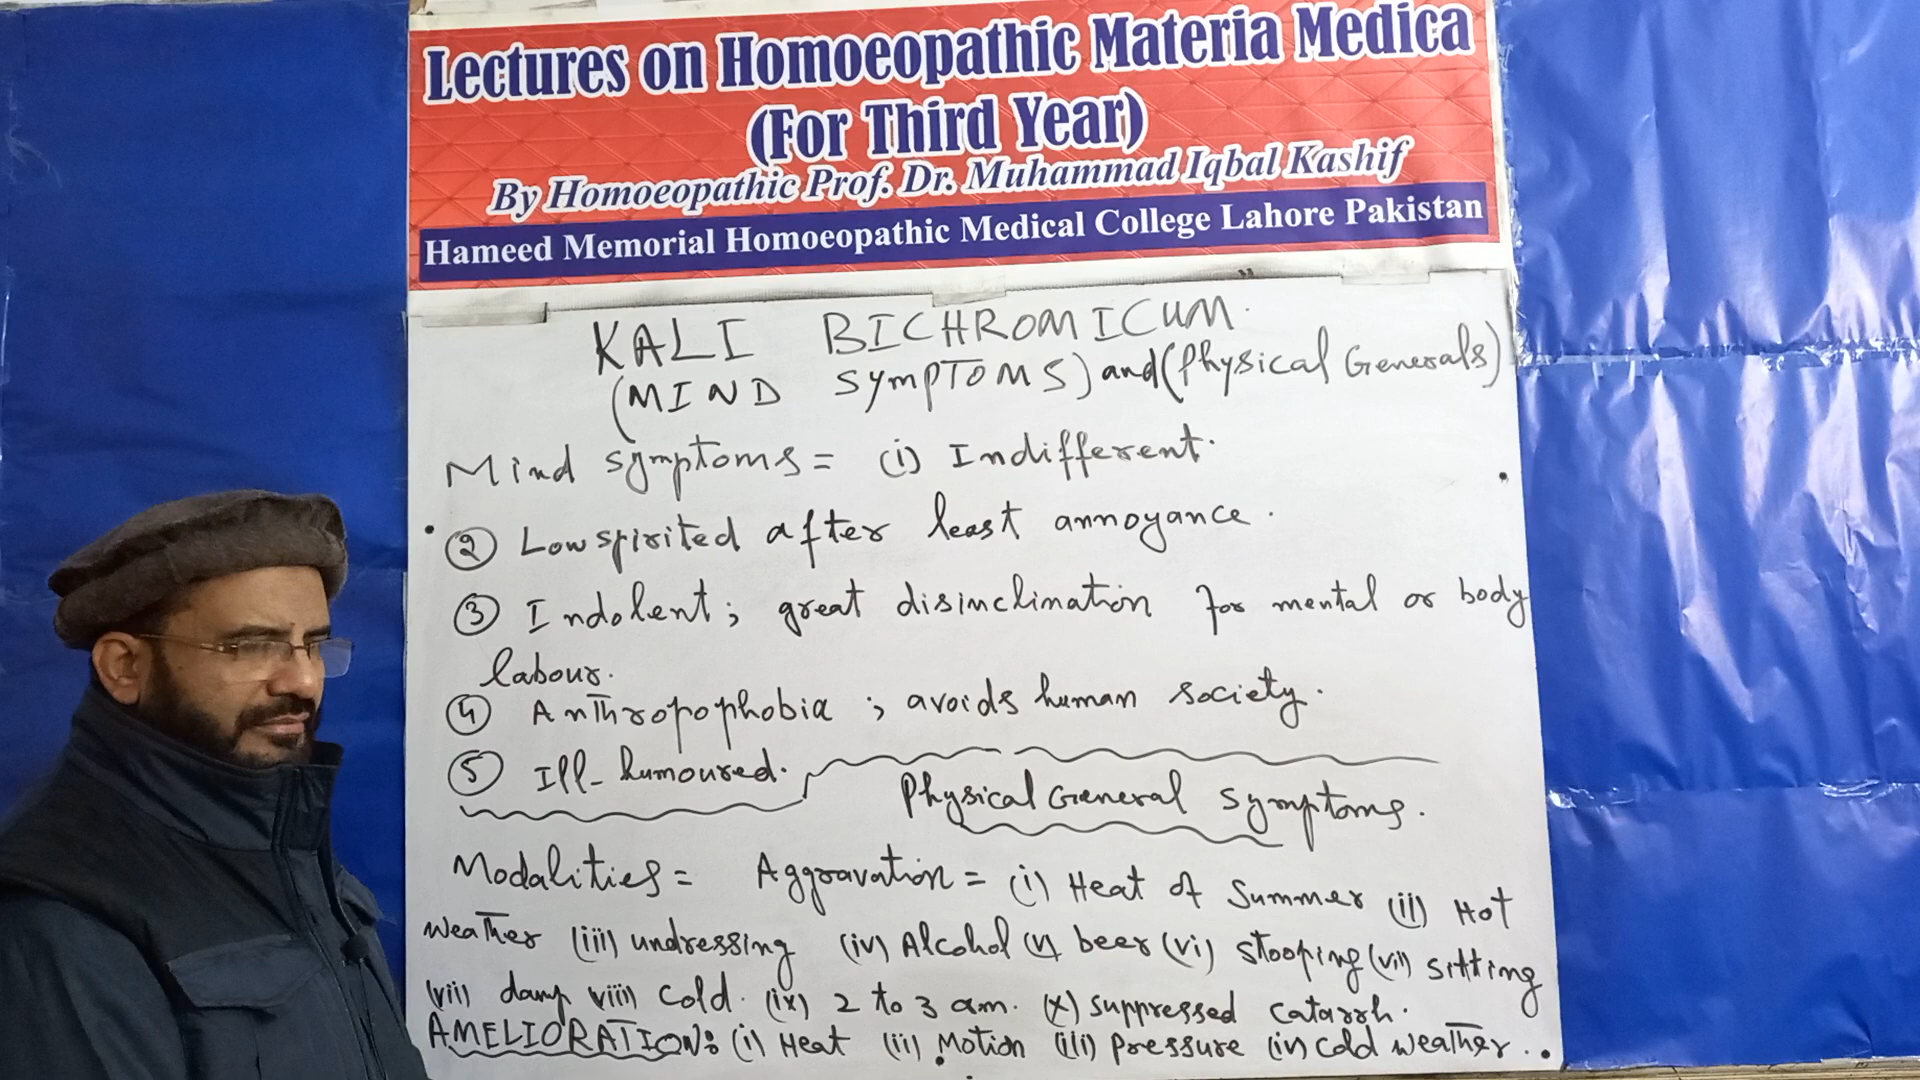 Lectures on Homoeopathic Materia Medica
(For Third Year)
By Homoeopathic Prof. Dr. Muhammad Iqbal Kashif
Hameed Memorial Homoeopathic Medical College Lahore Pakistan
KALI BICHROMICUM.
(MIND SYMPTOMS) and (Physical Generals)
Mind symptoms = (i) Indifferent.
② Low spirited after least annoyance.
③ Indolent; great disinclination for mental or body
labour.
④ Anthropophobia; avoids human society.
⑤ Ill-humoured.
Physical General Symptoms.
Modalities = Aggravation = (i) Heat of Summer (ii) Hot
weather (iii) undressing (iv) Alcohol (v) beer (vi) stooping (vii) sitting
(vii) damp viii) Cold. (ix) 2 to 3 am. (x) suppressed catarrh.
AMELIORATION: (i) Heat (ii) Motion (iii) pressure (iv) cold weather.